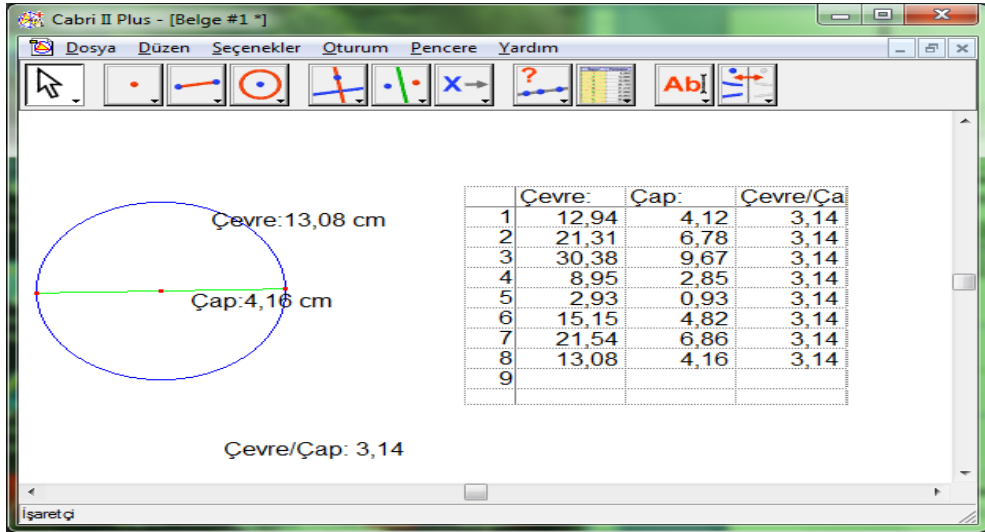 Cabri II Plus - [Belge #1 *]
Dosya Düzen Seçenekler Oturum Pencere Yardım
? Ab
Çevre: Çap: Çevre/Ça
1 12,94 4,12 3,14
2 21,31 6,78 3,14
3 30,38 9,67 3,14
4 8,95 2,85 3,14
5 2,93 0,93 3,14
6 15,15 4,82 3,14
7 21,54 6,86 3,14
8 13,08 4,16 3,14
9
Çevre:13,08 cm
Çap:4,16 cm
Çevre/Çap: 3,14
İşaretçi